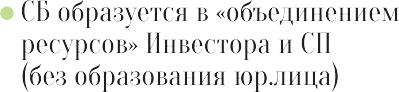 СБ образуется в «объединением
ресурсов» Инвестора и СП
(без образования юр.лица)